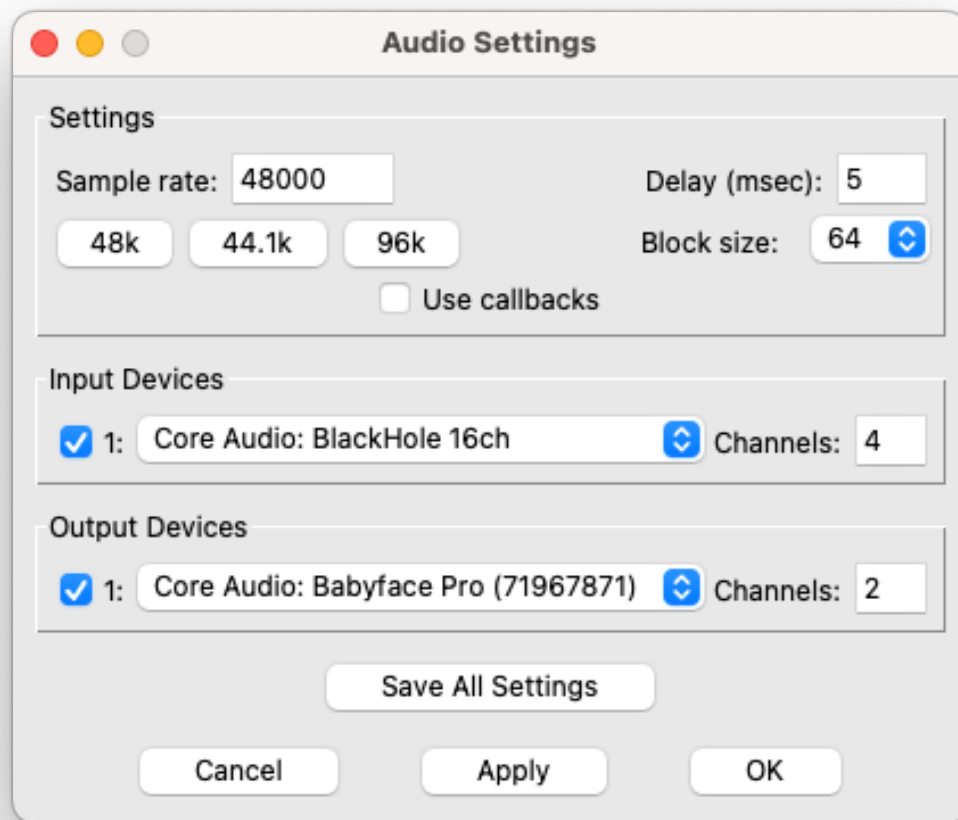 Audio Settings
Settings
Sample rate: 48000 Delay (msec): 5
48k 44.1k 96k Block size: 64
Use callbacks
Input Devices
1: Core Audio: BlackHole 16ch Channels: 4
Output Devices
1: Core Audio: Babyface Pro (71967871) Channels: 2
Save All Settings
Cancel Apply OK